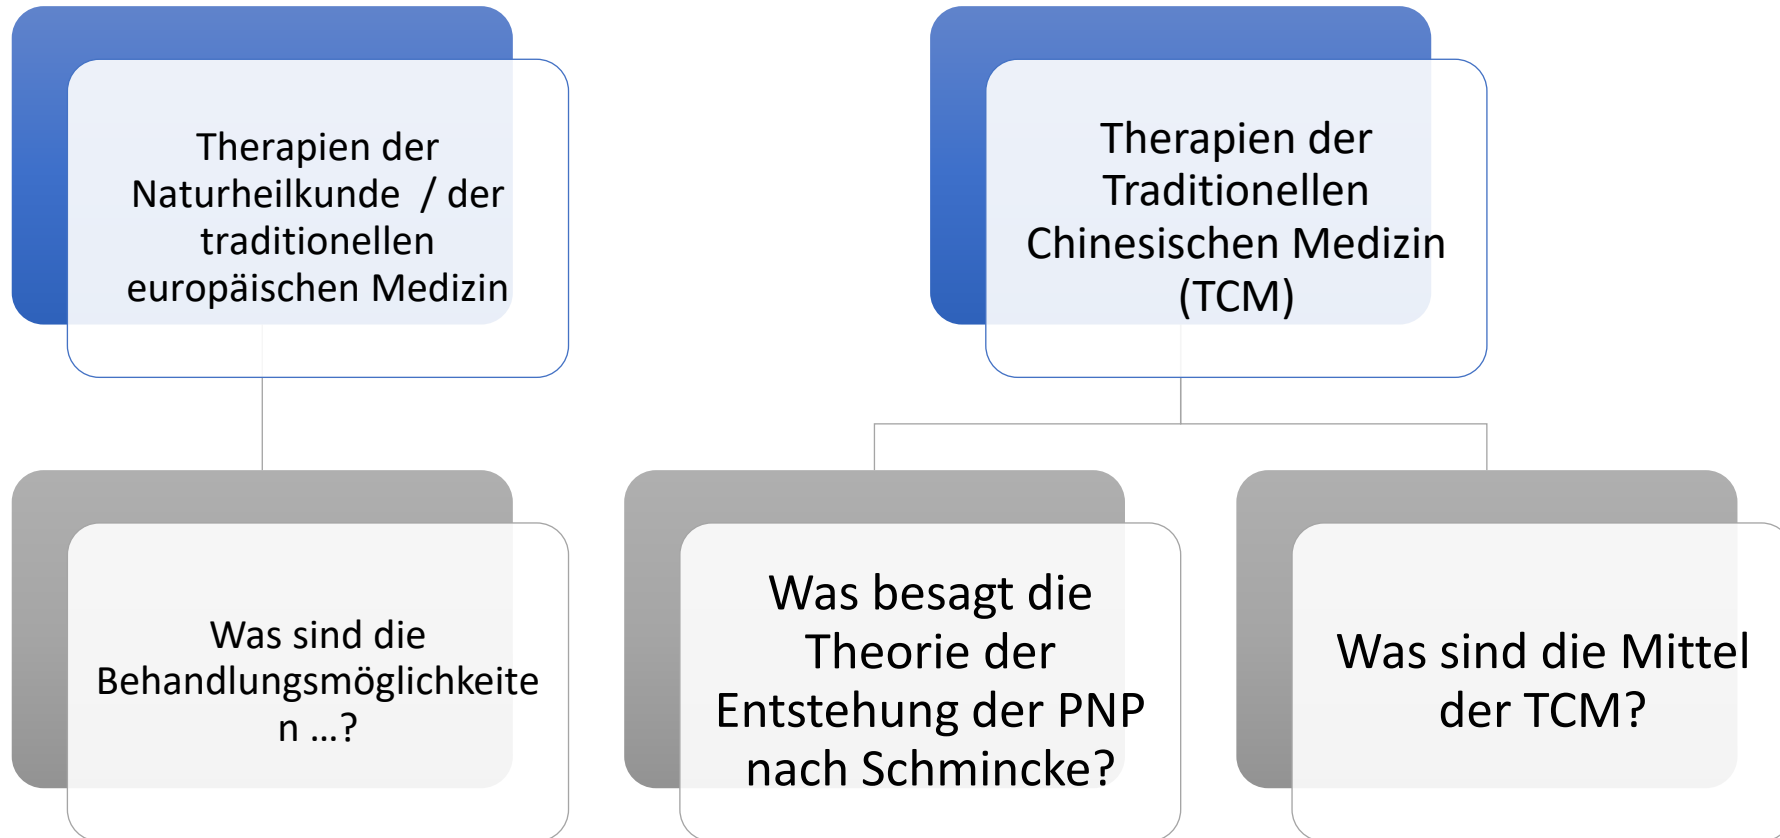 Therapien der
Naturheilkunde / der
traditionellen
europäischen Medizin
Therapien der
Traditionellen
Chinesischen Medizin
(TCM)
Was sind die
Behandlungsmöglichkeite
n ...?
Was besagt die
Theorie der
Entstehung der PNP
nach Schmincke?
Was sind die Mittel
der TCM?